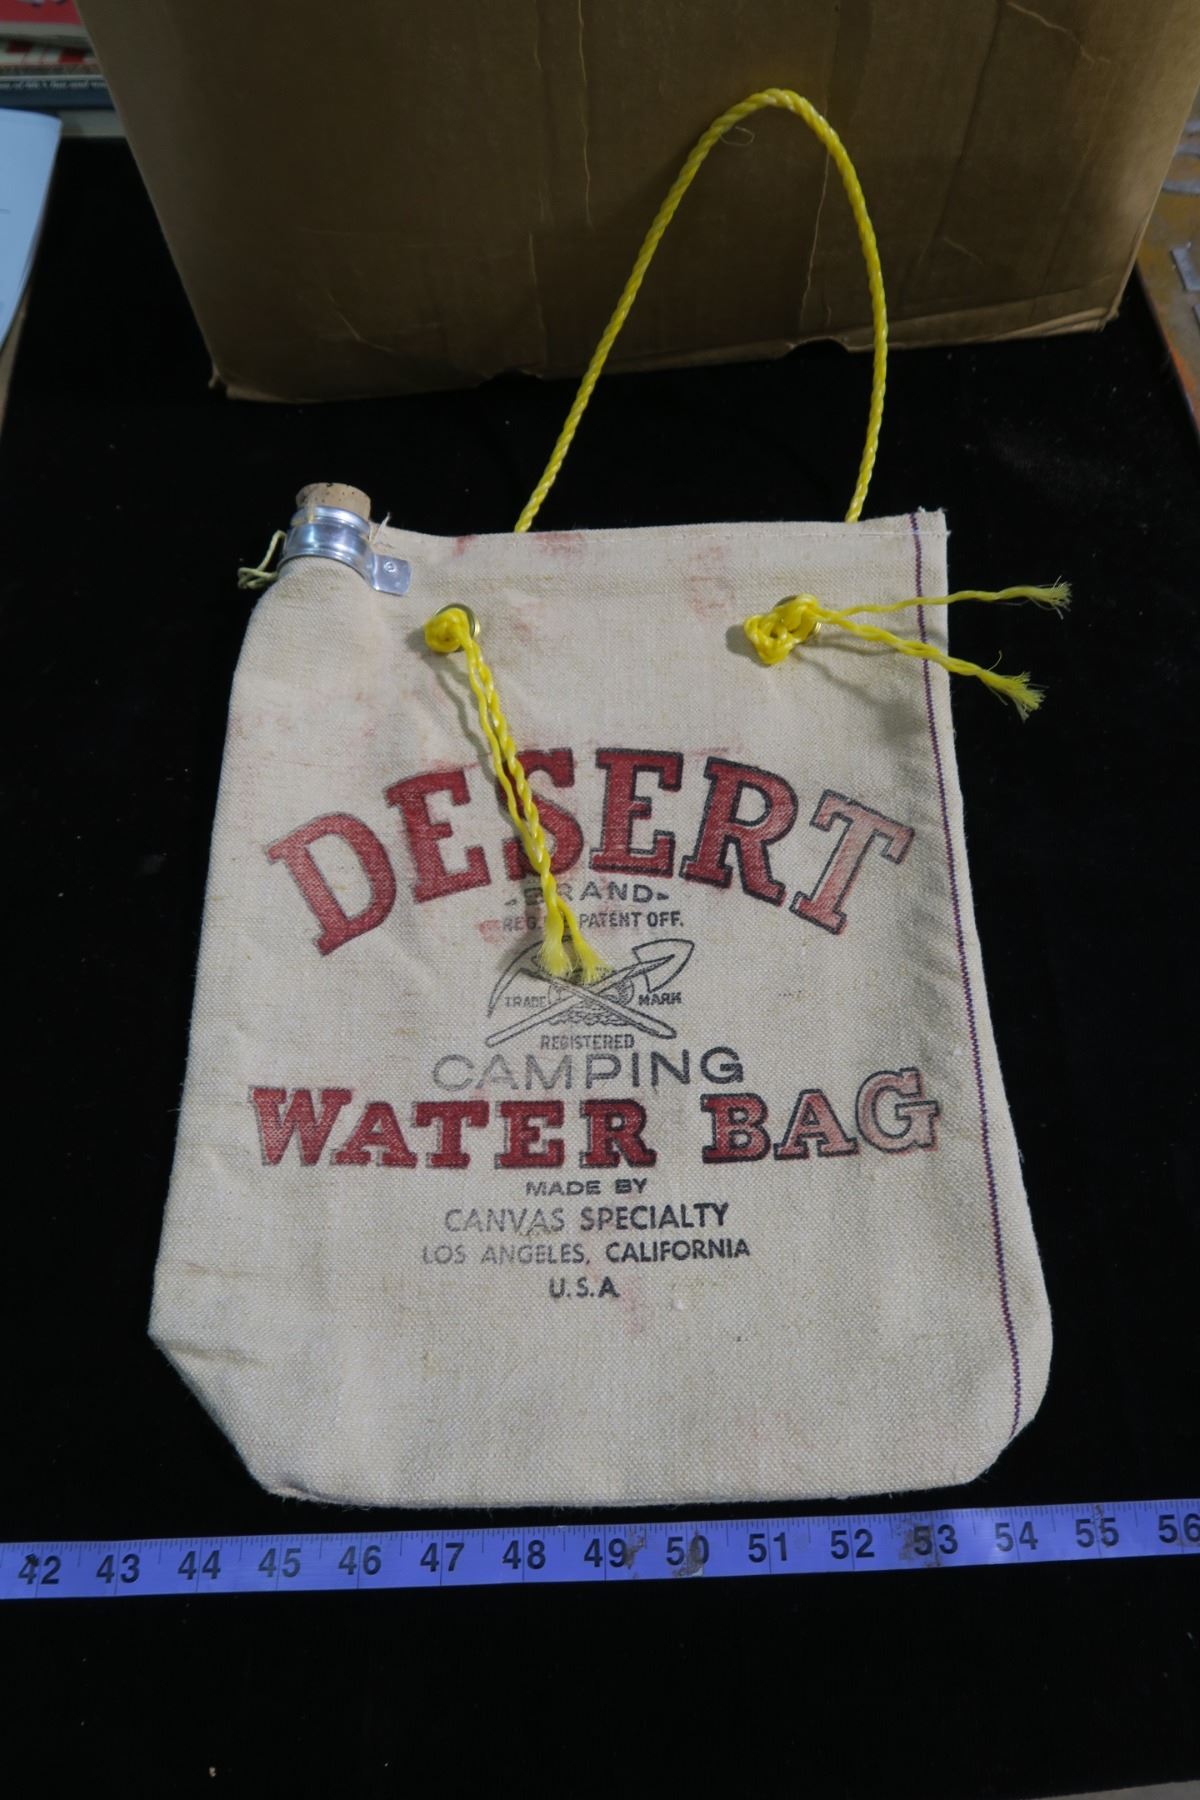 DESERT
-BRAND-
REG. PATENT OFF.
TRADE MARK
REGISTERED
CAMPING
WATER BAG
MADE BY
CANVAS SPECIALTY
LOS ANGELES, CALIFORNIA
U.S.A
42 43 44 45 46 47 48 49 50 51 52 53 54 55 56